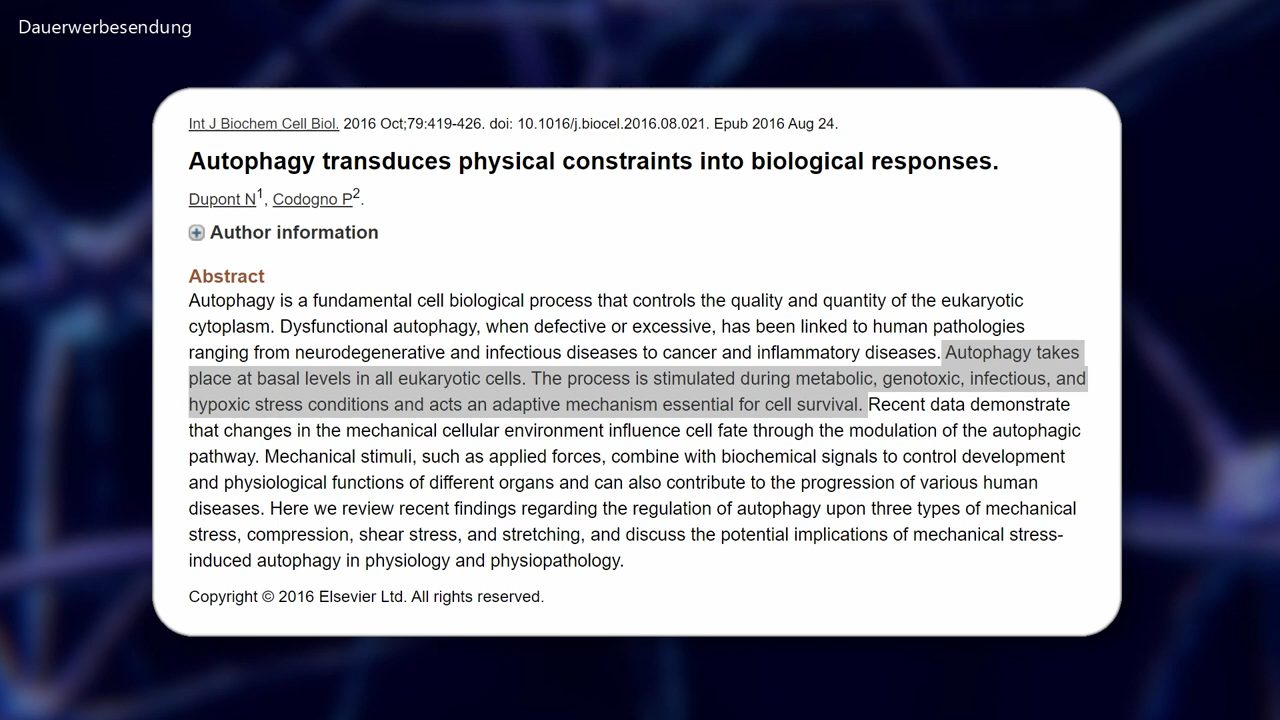 Dauerwerbesendung
Int J Biochem Cell Biol. 2016 Oct;79:419-426. doi: 10.1016/j.biocel.2016.08.021. Epub 2016 Aug 24.
Autophagy transduces physical constraints into biological responses.
Dupont N1, Codogno P2.
Author information
Abstract
Autophagy is a fundamental cell biological process that controls the quality and quantity of the eukaryotic
cytoplasm. Dysfunctional autophagy, when defective or excessive, has been linked to human pathologies
ranging from neurodegenerative and infectious diseases to cancer and inflammatory diseases. Autophagy takes
place at basal levels in all eukaryotic cells. The process is stimulated during metabolic, genotoxic, infectious, and
hypoxic stress conditions and acts an adaptive mechanism essential for cell survival. Recent data demonstrate
that changes in the mechanical cellular environment influence cell fate through the modulation of the autophagic
pathway. Mechanical stimuli, such as applied forces, combine with biochemical signals to control development
and physiological functions of different organs and can also contribute to the progression of various human
diseases. Here we review recent findings regarding the regulation of autophagy upon three types of mechanical
stress, compression, shear stress, and stretching, and discuss the potential implications of mechanical stress-
induced autophagy in physiology and physiopathology.
Copyright © 2016 Elsevier Ltd. All rights reserved.